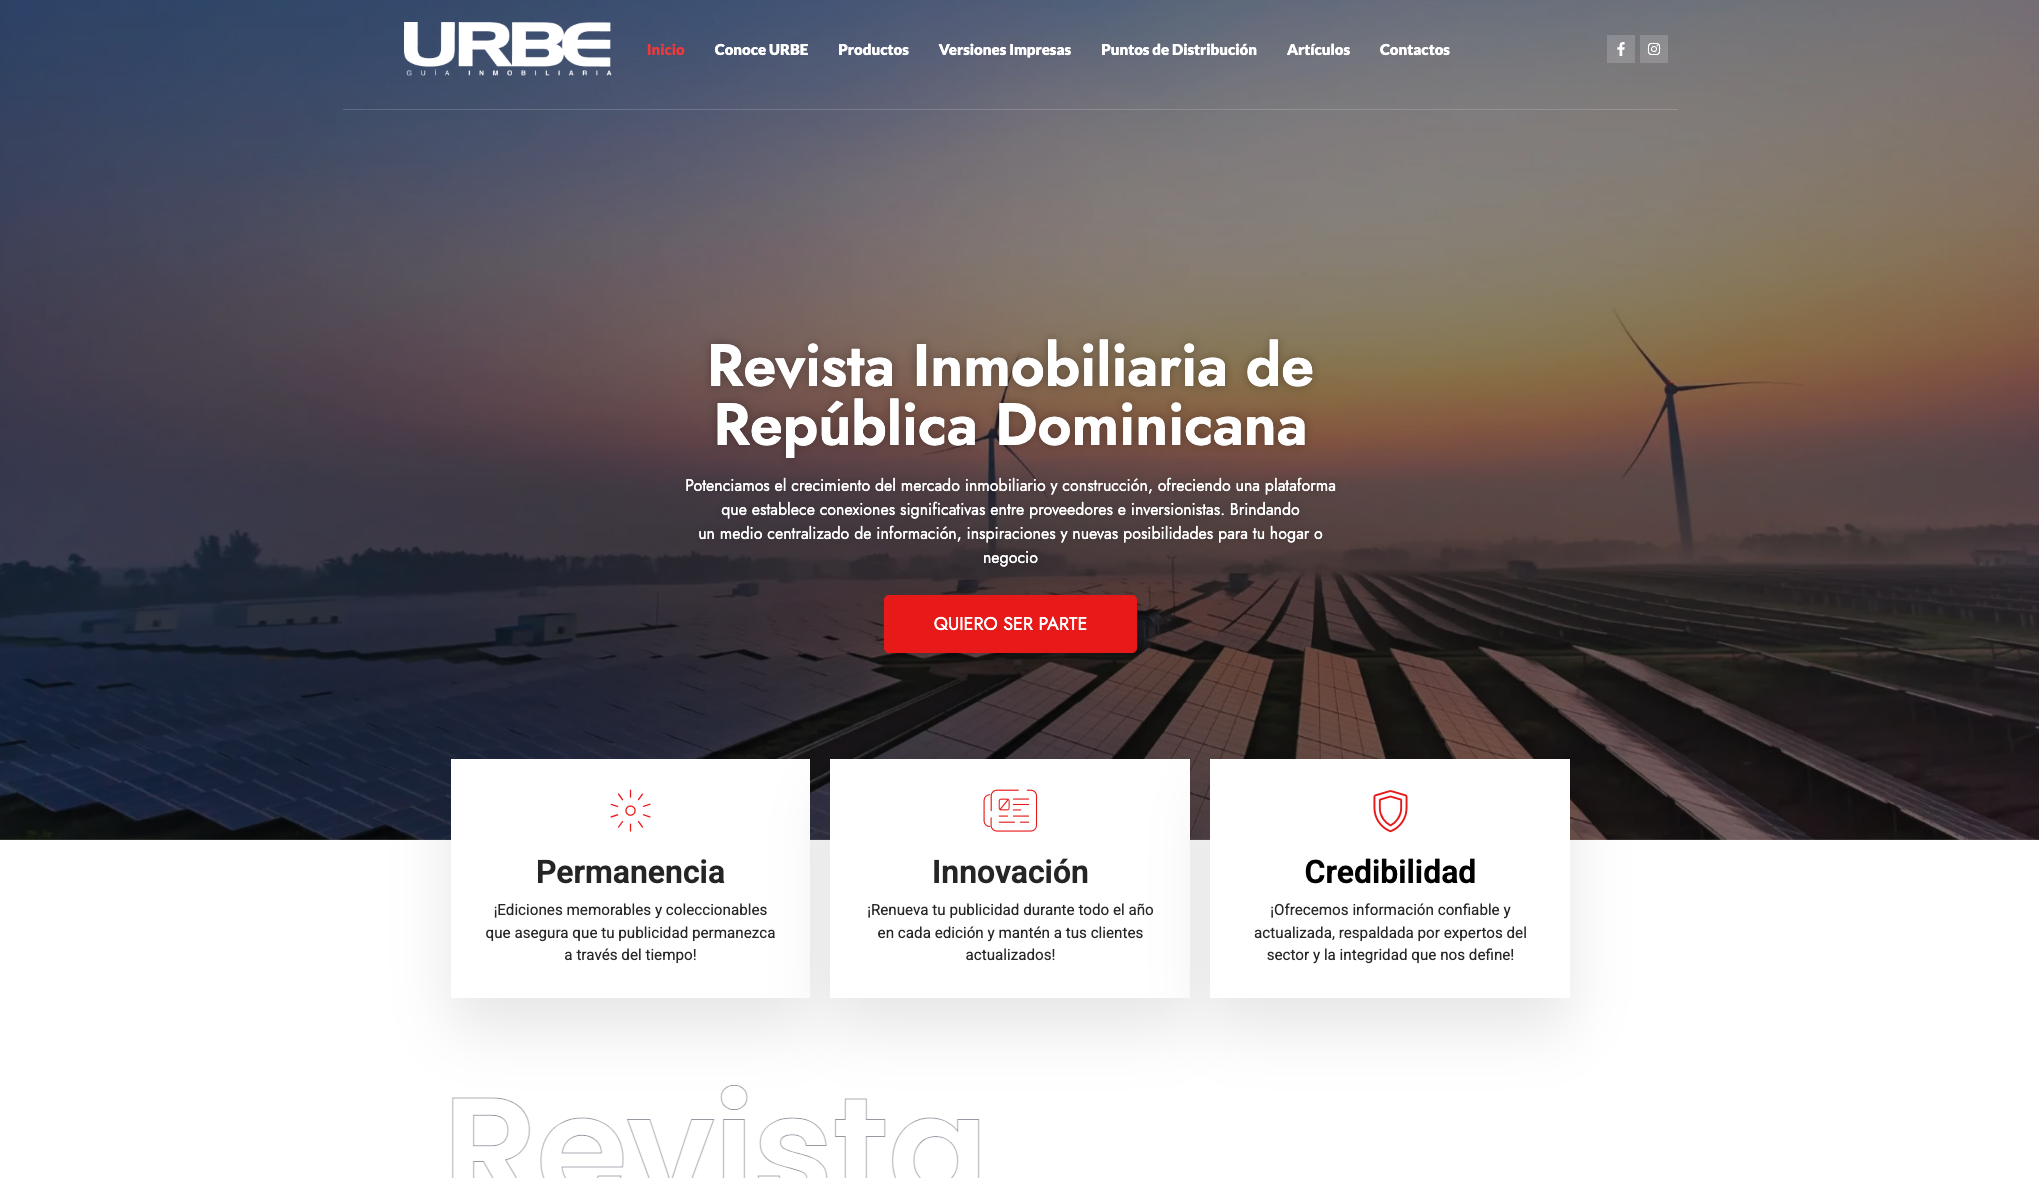 URBE
GUÍA INMOBILIARIA
Inicio
Conoce URBE
Productos
Versiones Impresas
Puntos de Distribución
Artículos
Contactos
Revista Inmobiliaria de
República Dominicana
Potenciamos el crecimiento del mercado inmobiliario y construcción, ofreciendo una plataforma
que establece conexiones significativas entre proveedores e inversionistas. Brindando
un medio centralizado de información, inspiraciones y nuevas posibilidades para tu hogar o
negocio
QUIERO SER PARTE
Permanencia
¡Ediciones memorables y coleccionables
que asegura que tu publicidad permanezca
a través del tiempo!
Innovación
¡Renueva tu publicidad durante todo el año
en cada edición y mantén a tus clientes
actualizados!
Credibilidad
¡Ofrecemos información confiable y
actualizada, respaldada por expertos del
sector y la integridad que nos define!
Revista